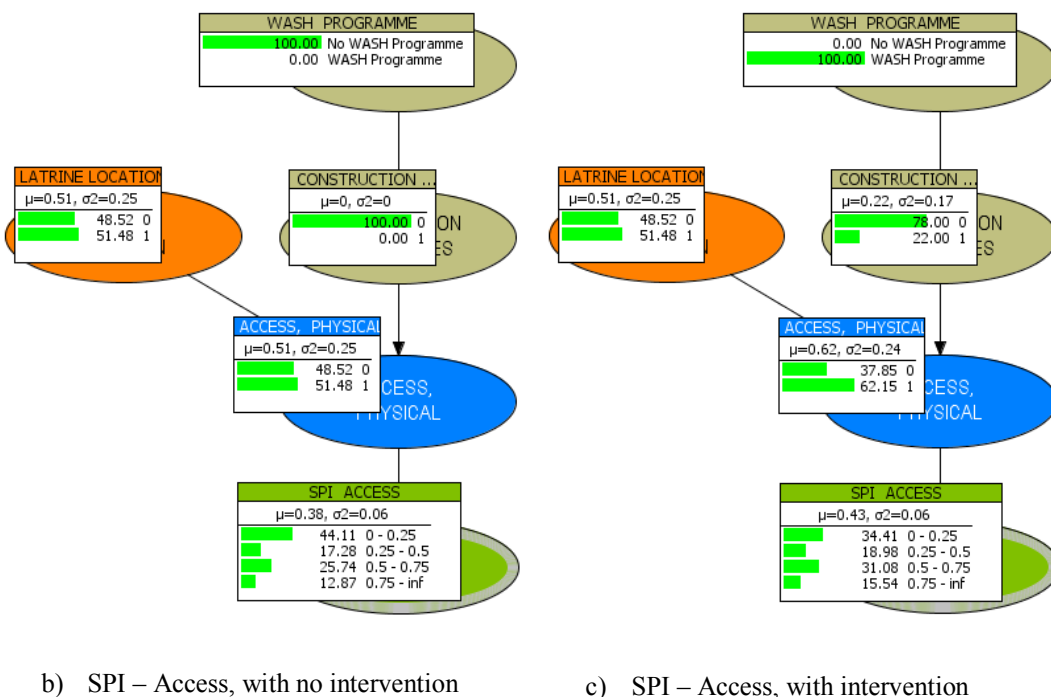 WASH PROGRAMME
100.00 No WASH Programme
0.00 WASH Programme
LATRINE LOCATION
μ=0.51, σ2=0.25
48.52 0
51.48 1
N
CONSTRUCTION ...
μ=0, σ2=0
100.00 0
0.00 1
ION
ES
ACCESS, PHYSICAL
μ=0.51, σ2=0.25
48.52 0
51.48 1
CESS,
PHYSICAL
SPI ACCESS
μ=0.38, σ2=0.06
44.11 0 - 0.25
17.28 0.25 - 0.5
25.74 0.5 - 0.75
12.87 0.75 - inf
b) SPI – Access, with no intervention
WASH PROGRAMME
0.00 No WASH Programme
100.00 WASH Programme
LATRINE LOCATION
μ=0.51, σ2=0.25
48.52 0
51.48 1
N
CONSTRUCTION ...
μ=0.22, σ2=0.17
78.00 0
22.00 1
ION
ES
ACCESS, PHYSICAL
μ=0.62, σ2=0.24
37.85 0
62.15 1
CESS,
PHYSICAL
SPI ACCESS
μ=0.43, σ2=0.06
34.41 0 - 0.25
18.98 0.25 - 0.5
31.08 0.5 - 0.75
15.54 0.75 - inf
c) SPI – Access, with intervention